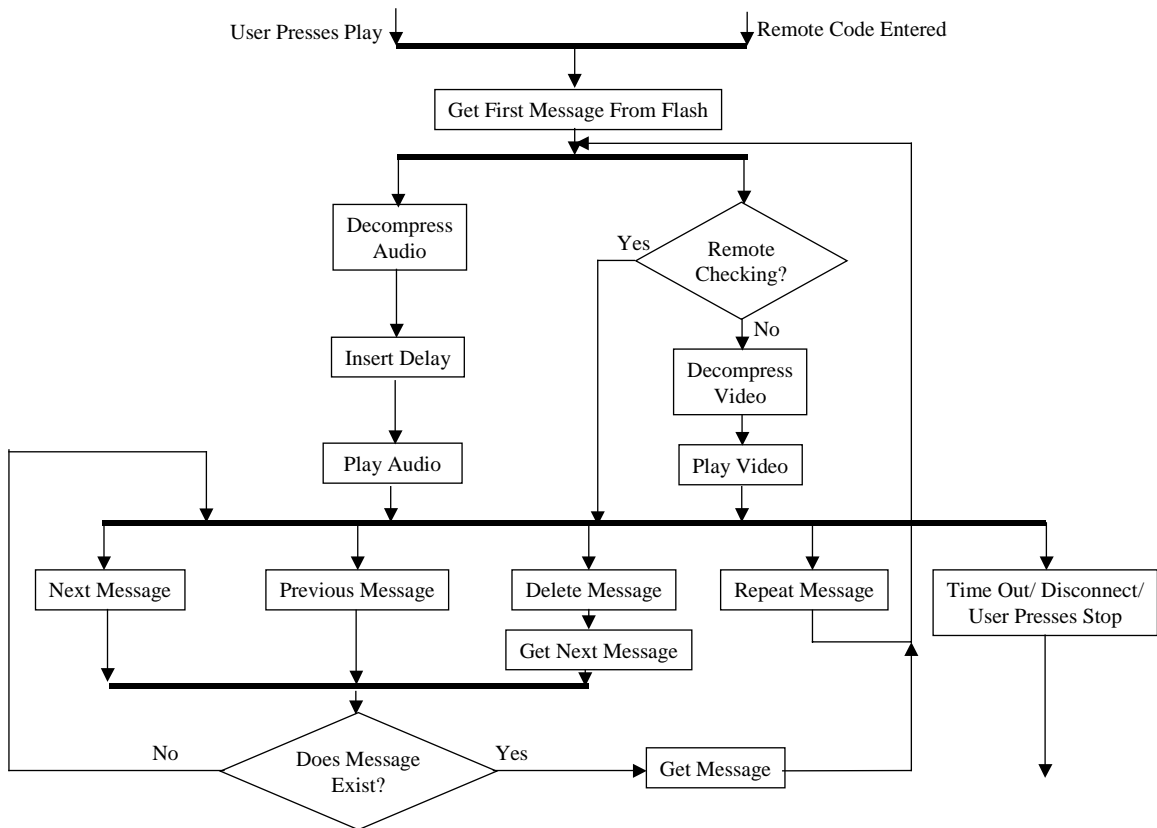 User Presses Play
Remote Code Entered
Get First Message From Flash
Decompress
Audio
Yes
Remote
Checking?
No
Insert Delay
Decompress
Video
Play Audio
Play Video
Next Message
Previous Message
Delete Message
Repeat Message
Time Out/ Disconnect/
User Presses Stop
Get Next Message
No
Does Message
Exist?
Yes
Get Message